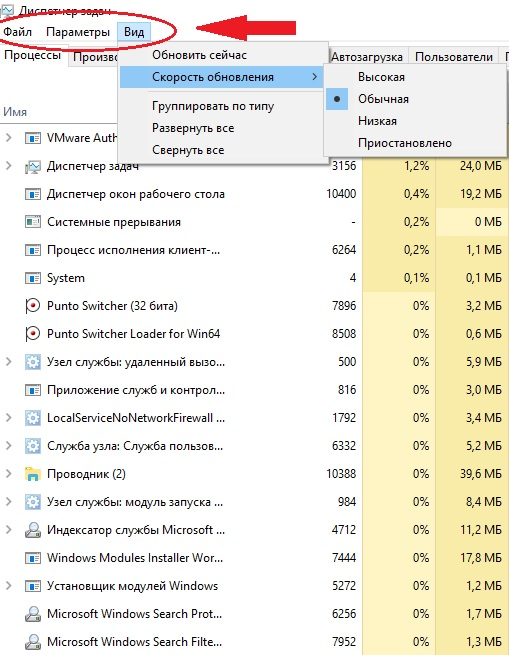 Диспетчер задач
Файл Параметры Вид
Процессы Произво Автозагрузка Пользователи
Обновить сейчас
Скорость обновления
Высокая
Обычная
Низкая
Приостановлено
Группировать по типу
Развернуть все
Свернуть все
Имя
VMware Auth
Диспетчер задач 3156 1,2% 24,0 МБ
Диспетчер окон рабочего стола 10400 0,4% 19,2 МБ
Системные прерывания - 0,2% 0 МБ
Процесс исполнения клиент-... 6264 0,2% 1,1 МБ
System 4 0,1% 0,1 МБ
Punto Switcher (32 бита) 7896 0% 3,2 МБ
Punto Switcher Loader for Win64 8508 0% 0,6 МБ
Узел службы: удаленный вызо... 500 0% 5,9 МБ
Приложение служб и контрол... 816 0% 3,0 МБ
LocalServiceNoNetworkFirewall 1792 0% 3,4 МБ
Служба узла: Служба пользов... 6332 0% 5,2 МБ
Проводник (2) 10388 0% 39,6 МБ
Узел службы: модуль запуска ... 984 0% 8,4 МБ
Индексатор службы Microsoft ... 4712 0% 11,2 МБ
Windows Modules Installer Wor... 7444 0% 17,8 МБ
Установщик модулей Windows 5272 0% 1,2 МБ
Microsoft Windows Search Prot... 6256 0% 1,7 МБ
Microsoft Windows Search Filte... 7952 0% 1,3 МБ